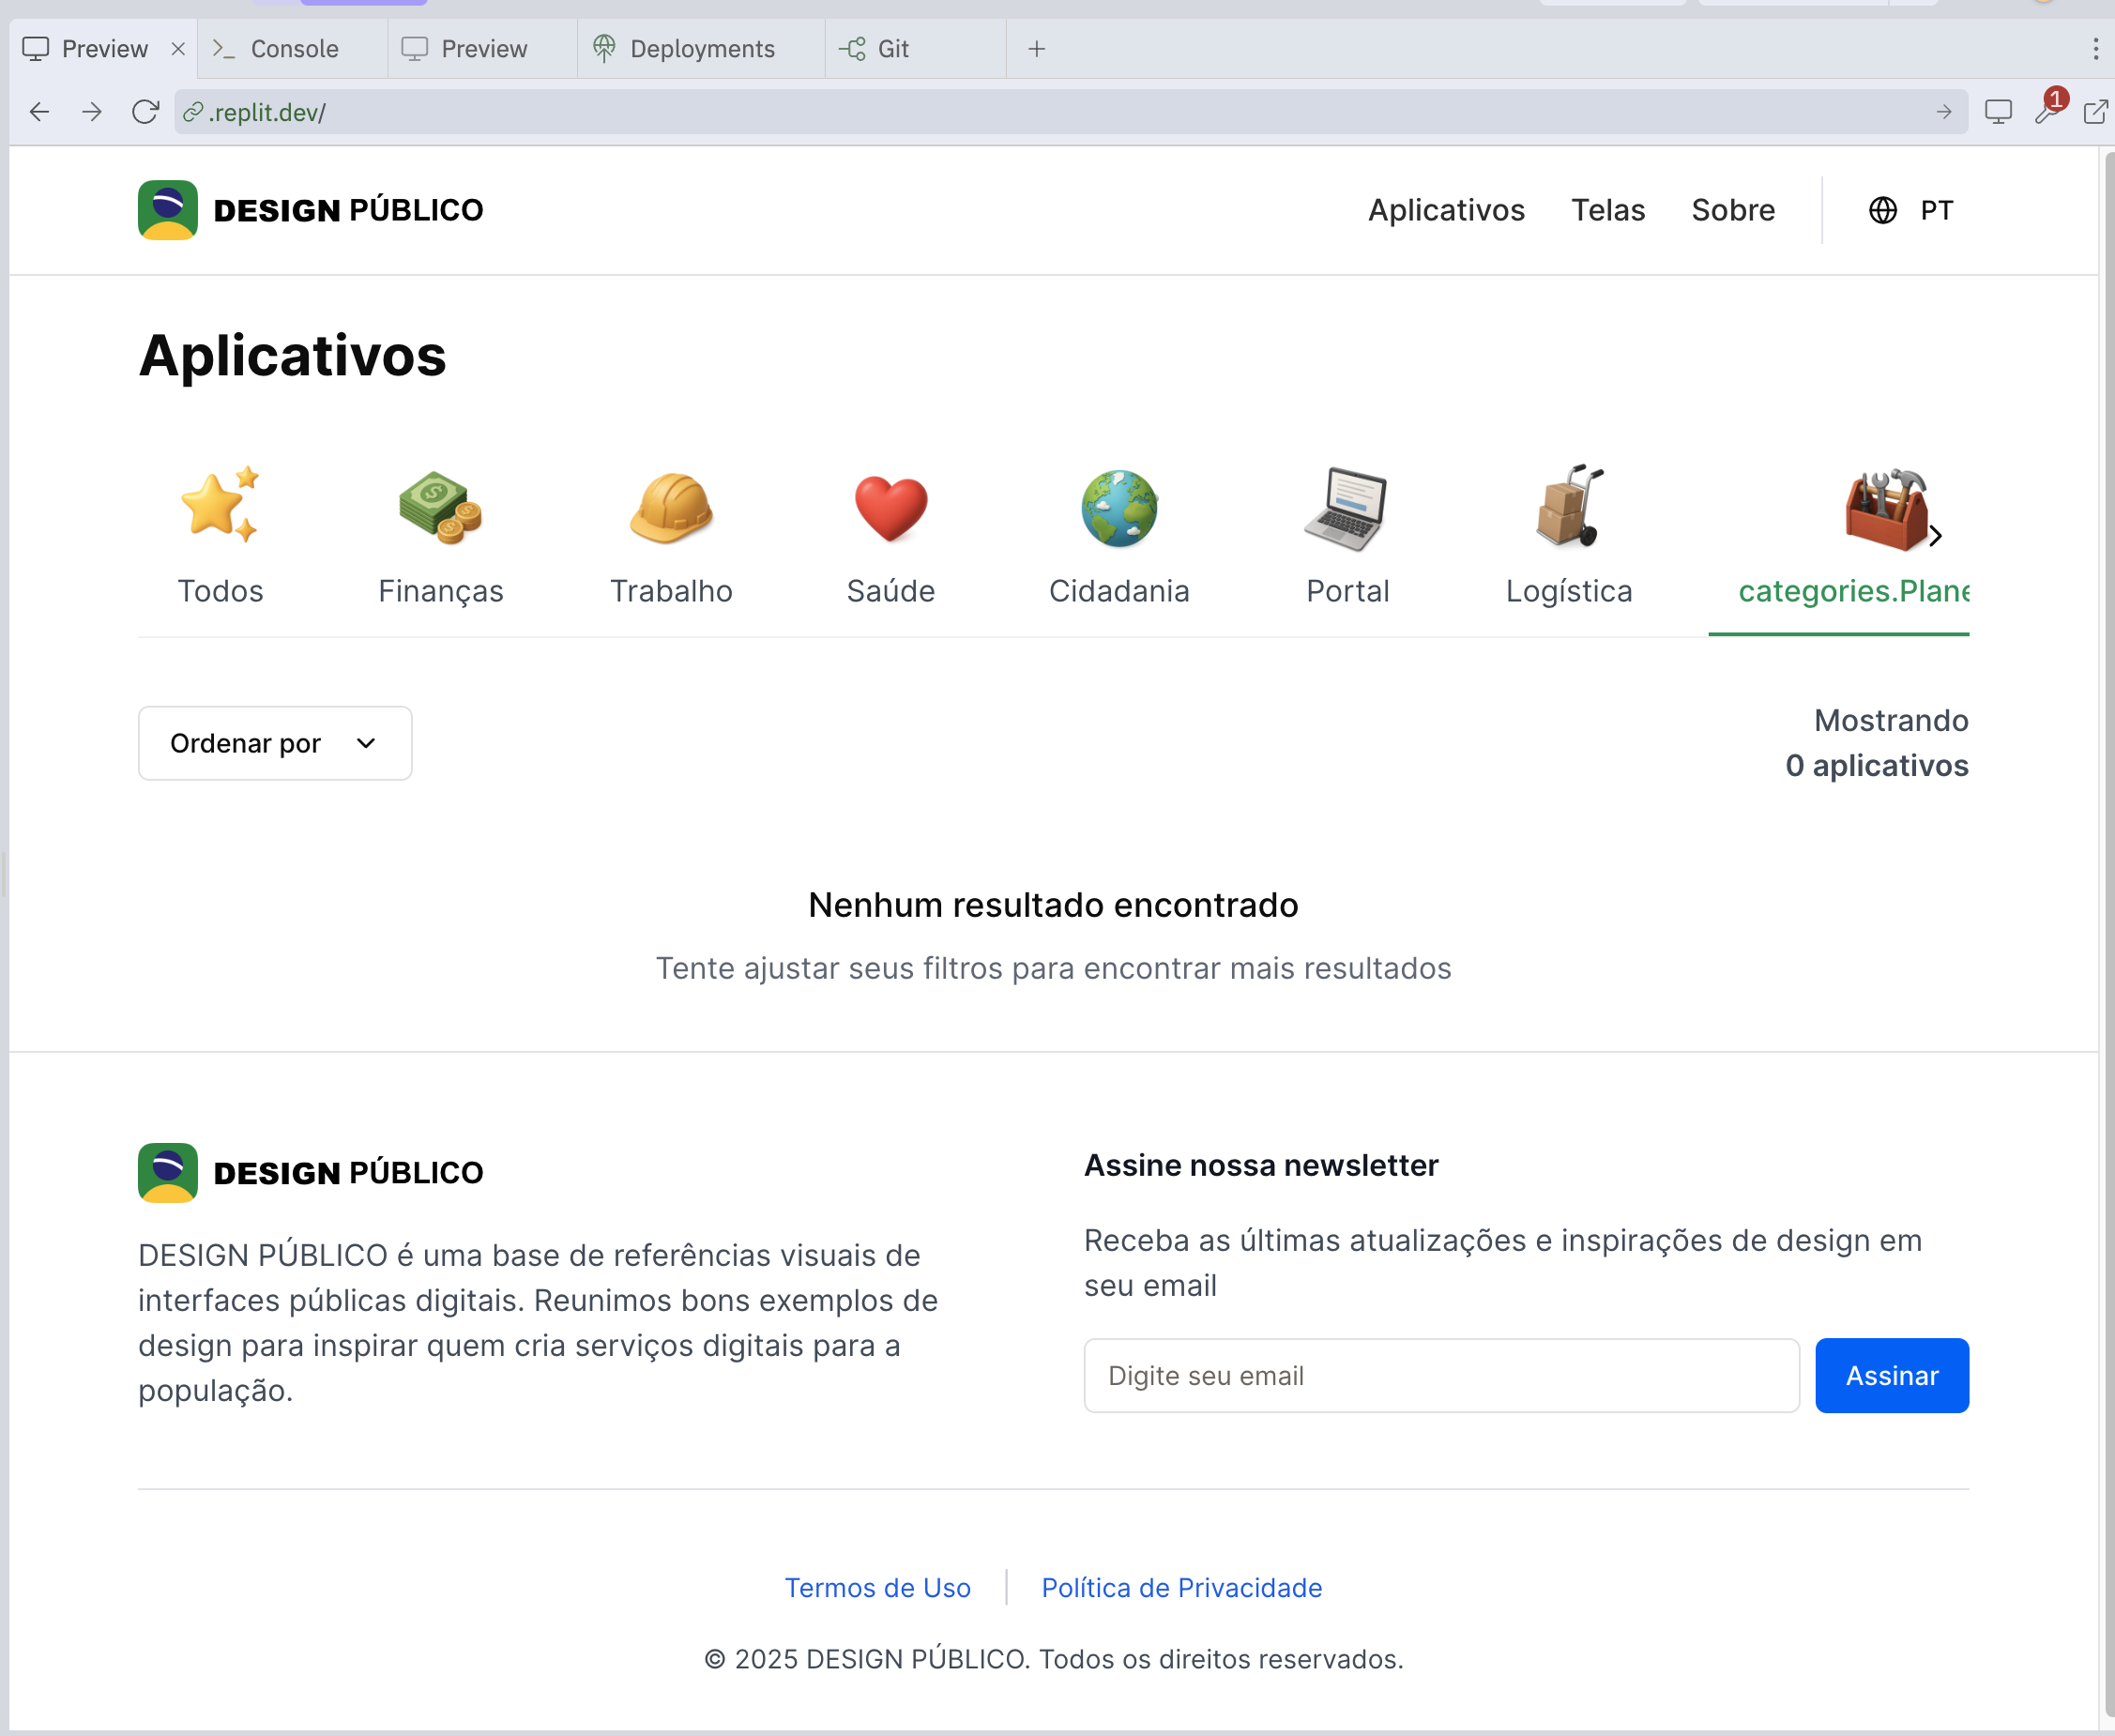 Preview
Console
Preview
Deployments
Git
.replit.dev/
1
DESIGN PÚBLICO
Aplicativos
Telas
Sobre
PT
Aplicativos
Todos
Finanças
Trabalho
Saúde
Cidadania
Portal
Logística
categories.Plane
Ordenar por
Mostrando
0 aplicativos
Nenhum resultado encontrado
Tente ajustar seus filtros para encontrar mais resultados
DESIGN PÚBLICO
DESIGN PÚBLICO é uma base de referências visuais de
interfaces públicas digitais. Reunimos bons exemplos de
design para inspirar quem cria serviços digitais para a
população.
Assine nossa newsletter
Receba as últimas atualizações e inspirações de design em
seu email
Digite seu email
Assinar
Termos de Uso
Política de Privacidade
© 2025 DESIGN PÚBLICO. Todos os direitos reservados.